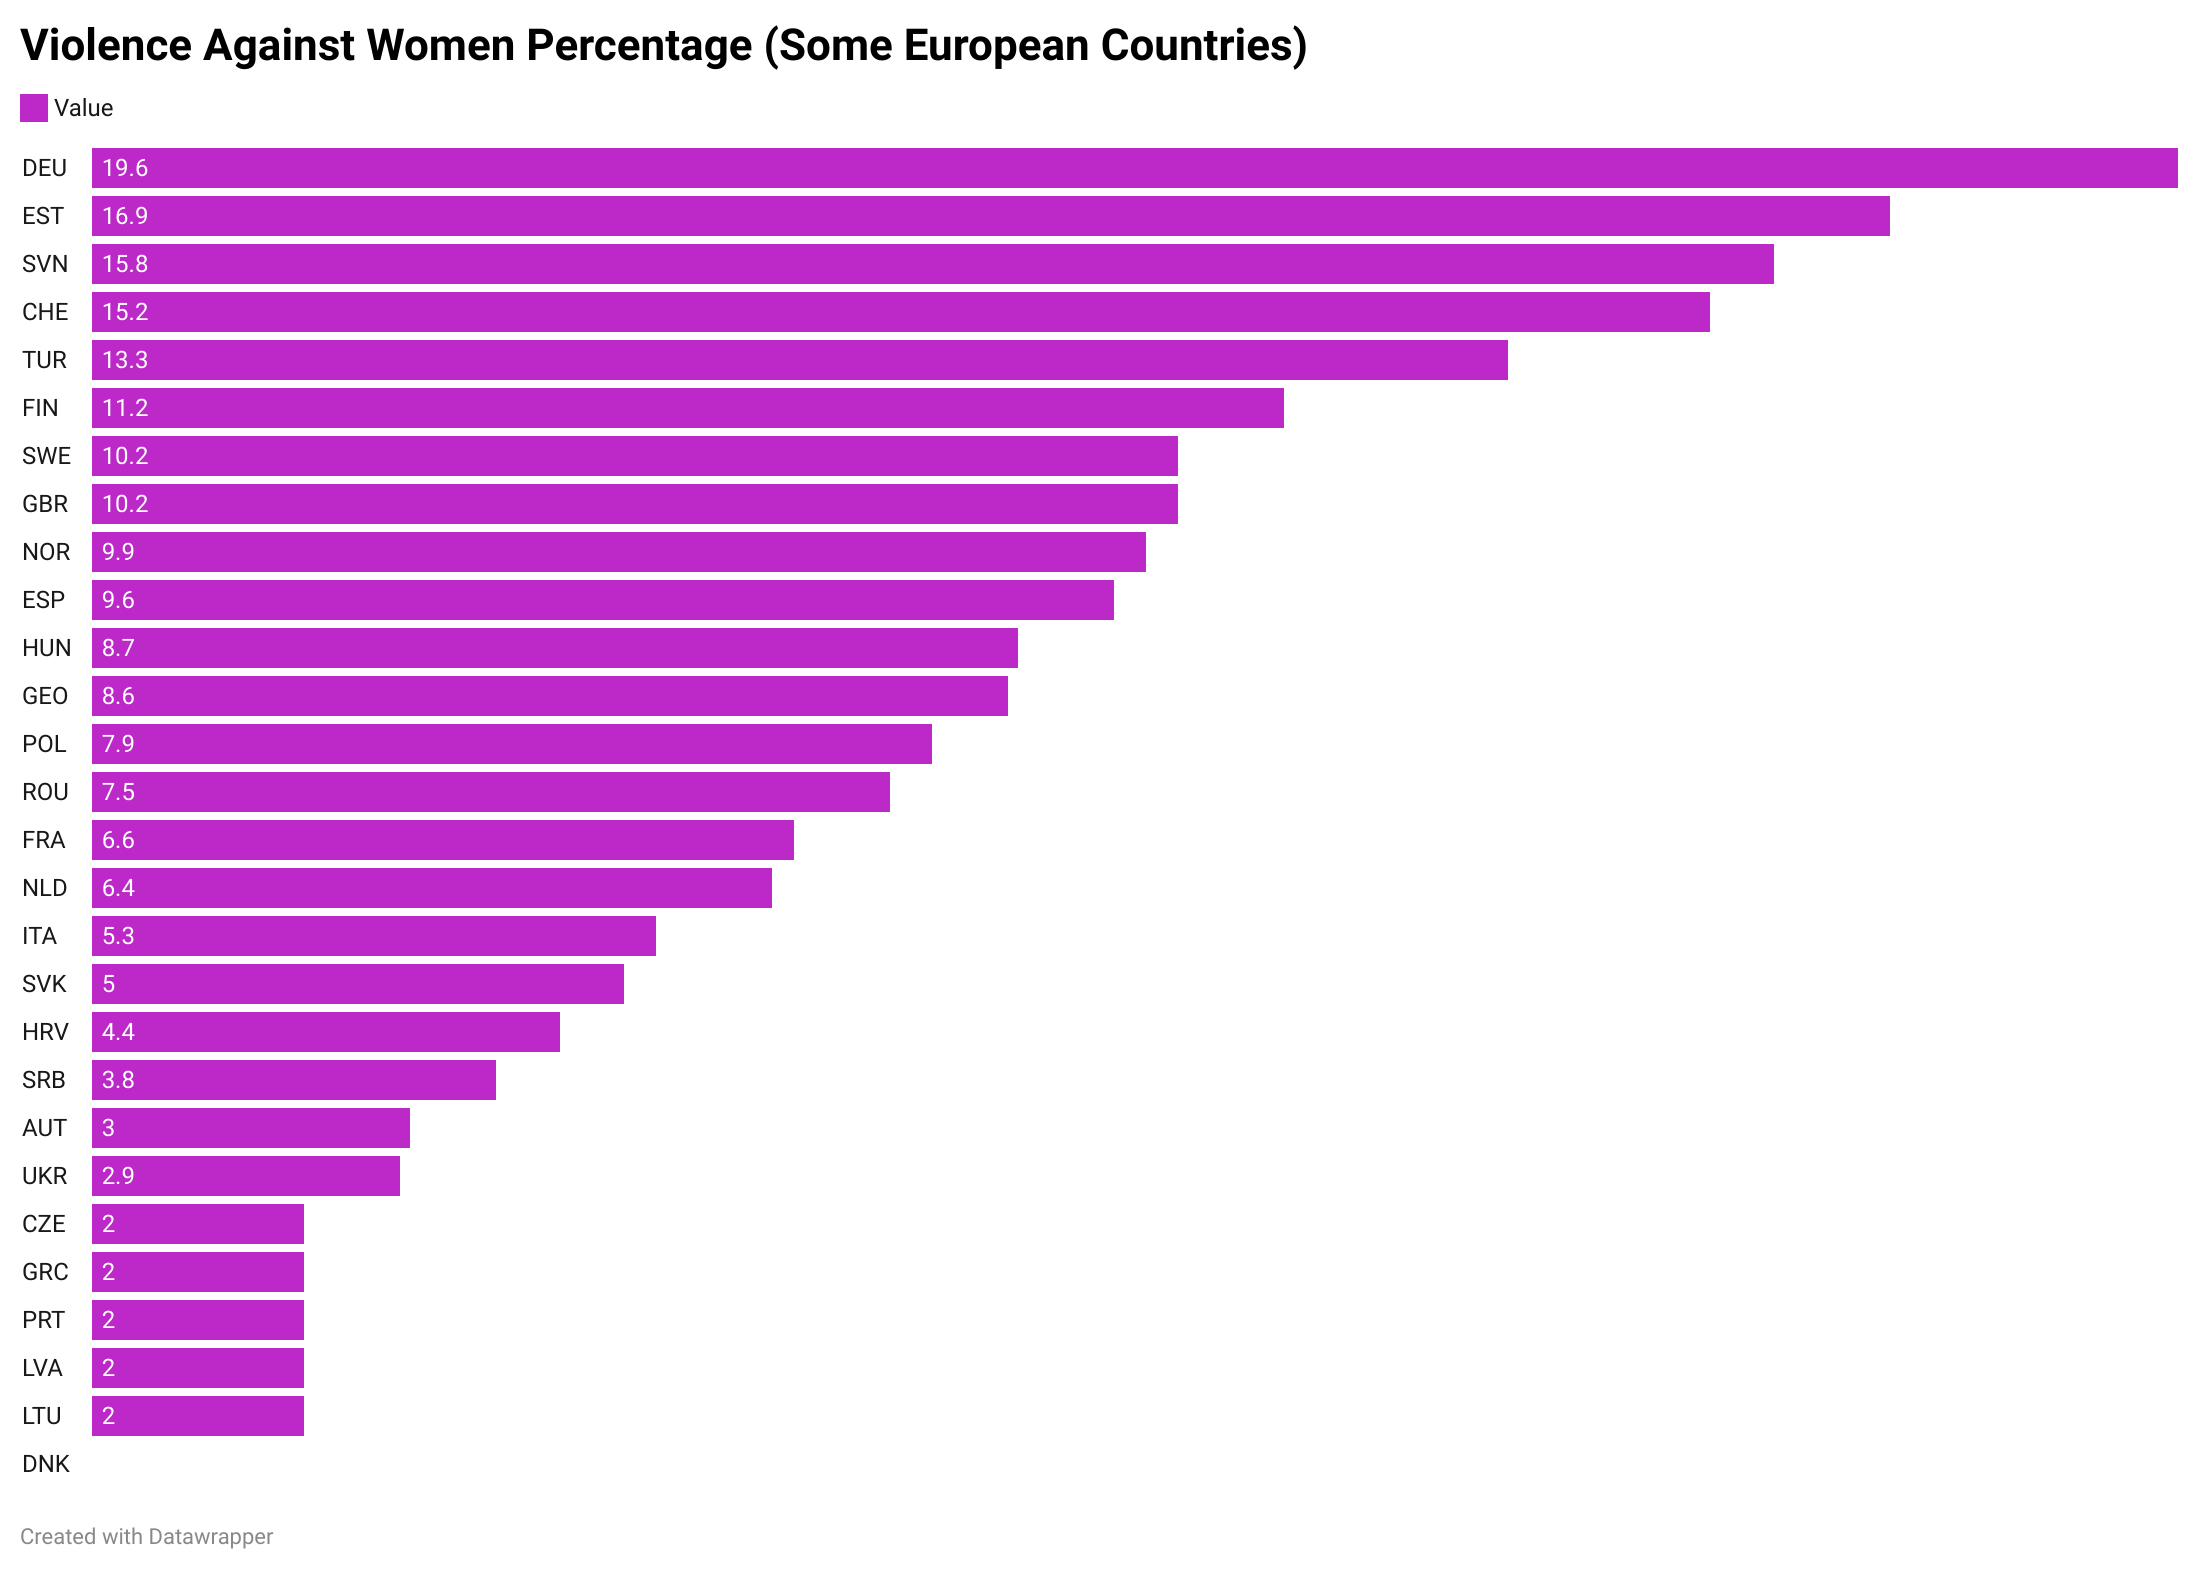 Violence Against Women Percentage (Some European Countries)
Value
DEU 19.6
EST 16.9
SVN 15.8
CHE 15.2
TUR 13.3
FIN 11.2
SWE 10.2
GBR 10.2
NOR 9.9
ESP 9.6
HUN 8.7
GEO 8.6
POL 7.9
ROU 7.5
FRA 6.6
NLD 6.4
ITA 5.3
SVK 5
HRV 4.4
SRB 3.8
AUT 3
UKR 2.9
CZE 2
GRC 2
PRT 2
LVA 2
LTU 2
DNK
Created with Datawrapper